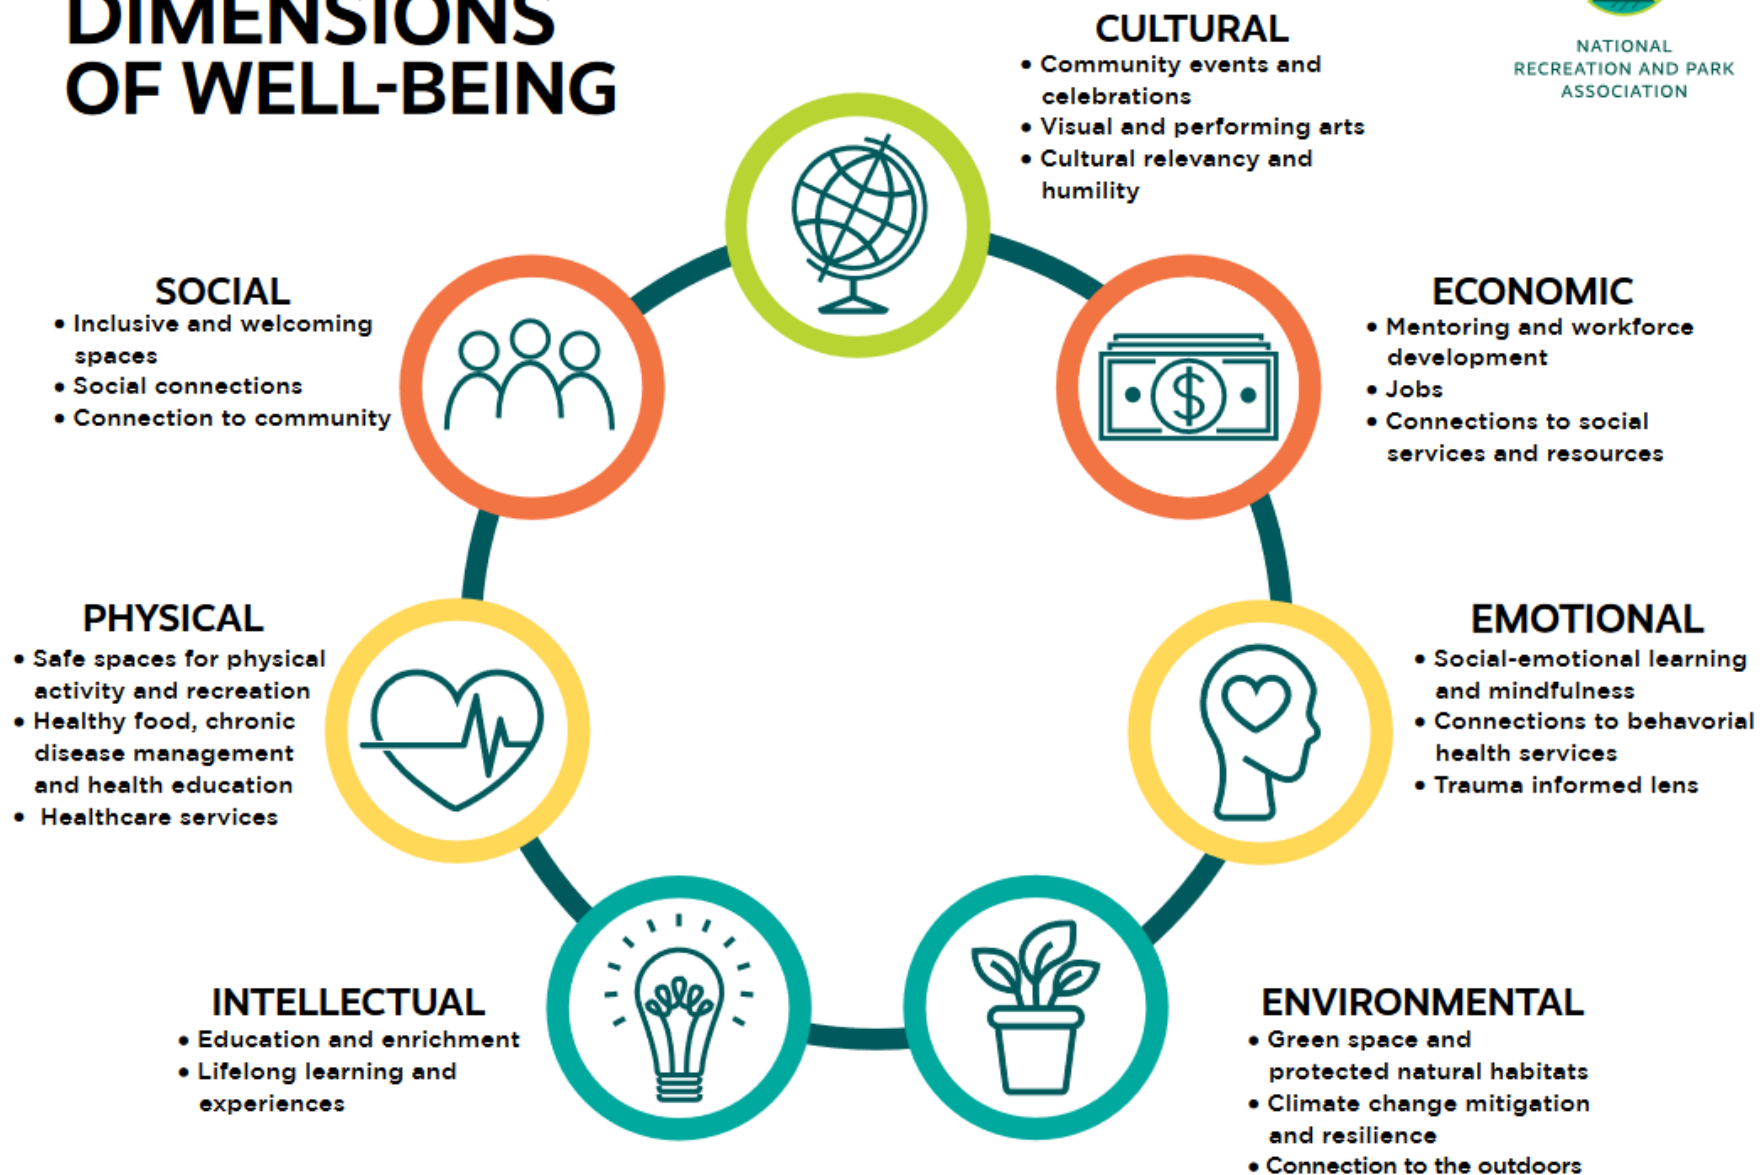 DIMENSIONS
OF WELL-BEING
NATIONAL
RECREATION AND PARK
ASSOCIATION
CULTURAL
• Community events and
celebrations
• Visual and performing arts
• Cultural relevancy and
humility
ECONOMIC
• Mentoring and workforce
development
• Jobs
• Connections to social
services and resources
EMOTIONAL
• Social-emotional learning
and mindfulness
• Connections to behavorial
health services
• Trauma informed lens
ENVIRONMENTAL
• Green space and
protected natural habitats
• Climate change mitigation
and resilience
• Connection to the outdoors
INTELLECTUAL
• Education and enrichment
• Lifelong learning and
experiences
PHYSICAL
• Safe spaces for physical
activity and recreation
• Healthy food, chronic
disease management
and health education
• Healthcare services
SOCIAL
• Inclusive and welcoming
spaces
• Social connections
• Connection to community
$